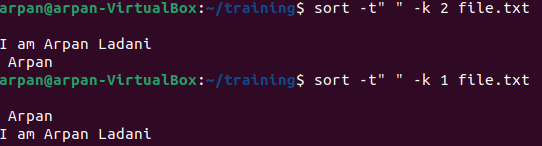 arpan@arpan-VirtualBox:~/training$ sort -t" " -k 2 file.txt

I am Arpan Ladani
 Arpan
arpan@arpan-VirtualBox:~/training$ sort -t" " -k 1 file.txt

 Arpan
I am Arpan Ladani